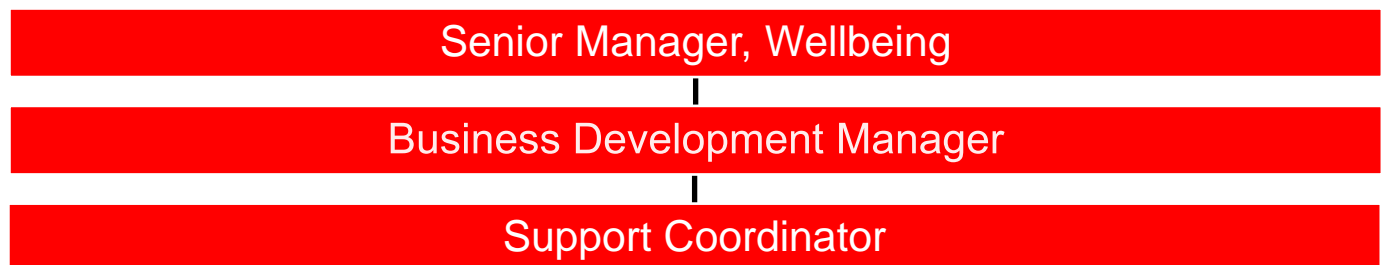 Senior Manager, Wellbeing
Business Development Manager
Support Coordinator